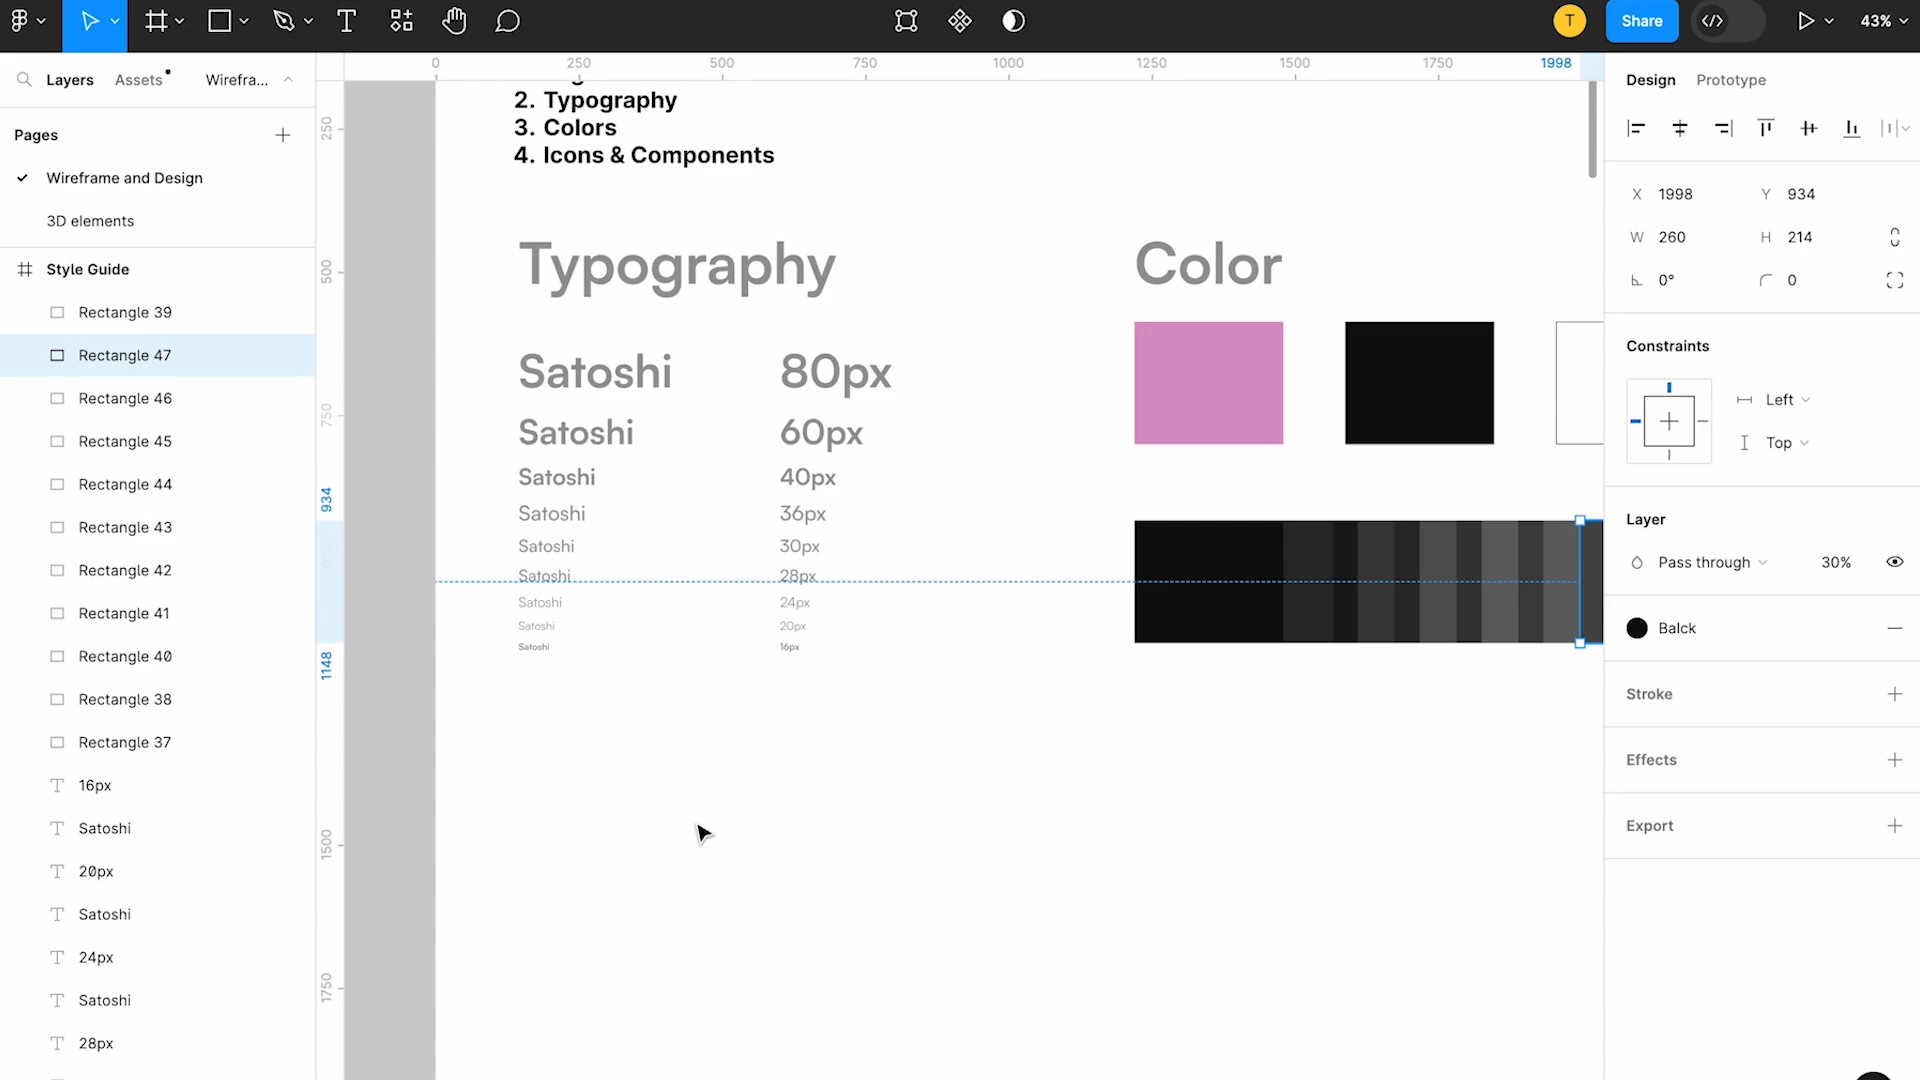 T
Share
43%
Layers
Assets
Wirefra...
0
250
500
750
1000
1250
1500
1750
1998
Design
Prototype
Pages
Wireframe and Design
3D elements
Style Guide
Rectangle 39
Rectangle 47
Rectangle 46
Rectangle 45
Rectangle 44
Rectangle 43
Rectangle 42
Rectangle 41
Rectangle 40
Rectangle 38
Rectangle 37
16px
Satoshi
20px
Satoshi
24px
Satoshi
28px
250
500
750
934
1148
1500
1750
2. Typography
3. Colors
4. Icons & Components
Typography
Color
Satoshi 80px
Satoshi 60px
Satoshi 40px
Satoshi 36px
Satoshi 30px
Satoshi 28px
Satoshi 24px
Satoshi 20px
Satoshi 16px
X 1998 Y 934
W 260 H 214
0° 0
Constraints
Left
Top
Layer
Pass through 30%
Balck
Stroke
Effects
Export